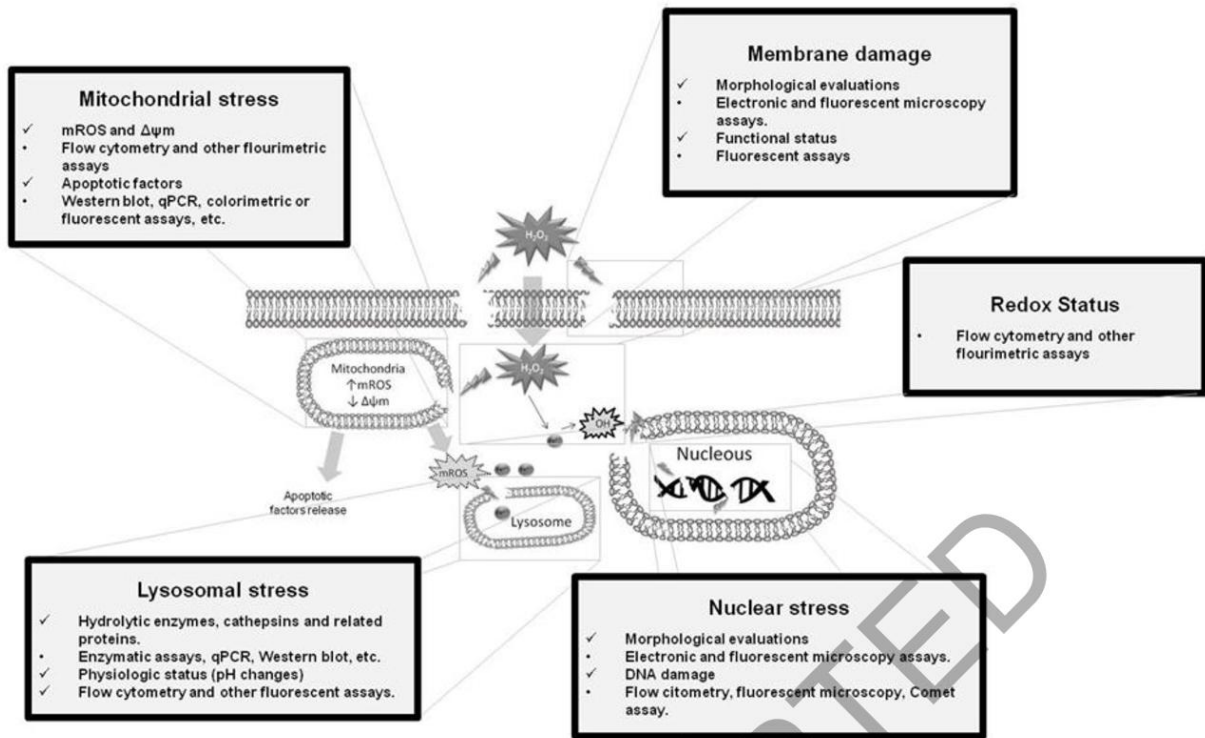 Membrane damage
✓ Morphological evaluations
• Electronic and fluorescent microscopy
assays.
✓ Functional status
• Fluorescent assays
Mitochondrial stress
✓ mROS and Δψm
• Flow cytometry and other flourimetric
assays
✓ Apoptotic factors
• Western blot, qPCR, colorimetric or
fluorescent assays, etc.
H₂O₂
Redox Status
• Flow cytometry and other
flourimetric assays
Mitochondria
↑mROS
↓ Δψm
H₂O₂
OH
Nucleous
mROS
Apoptotic
factors release
Lysosome
Lysosomal stress
✓ Hydrolytic enzymes, cathepsins and related
proteins.
• Enzymatic assays, qPCR, Western blot, etc.
✓ Physiologic status (pH changes)
✓ Flow cytometry and other fluorescent assays.
Nuclear stress
✓ Morphological evaluations
• Electronic and fluorescent microscopy assays.
✓ DNA damage
• Flow citometry, fluorescent microscopy, Comet
assay.